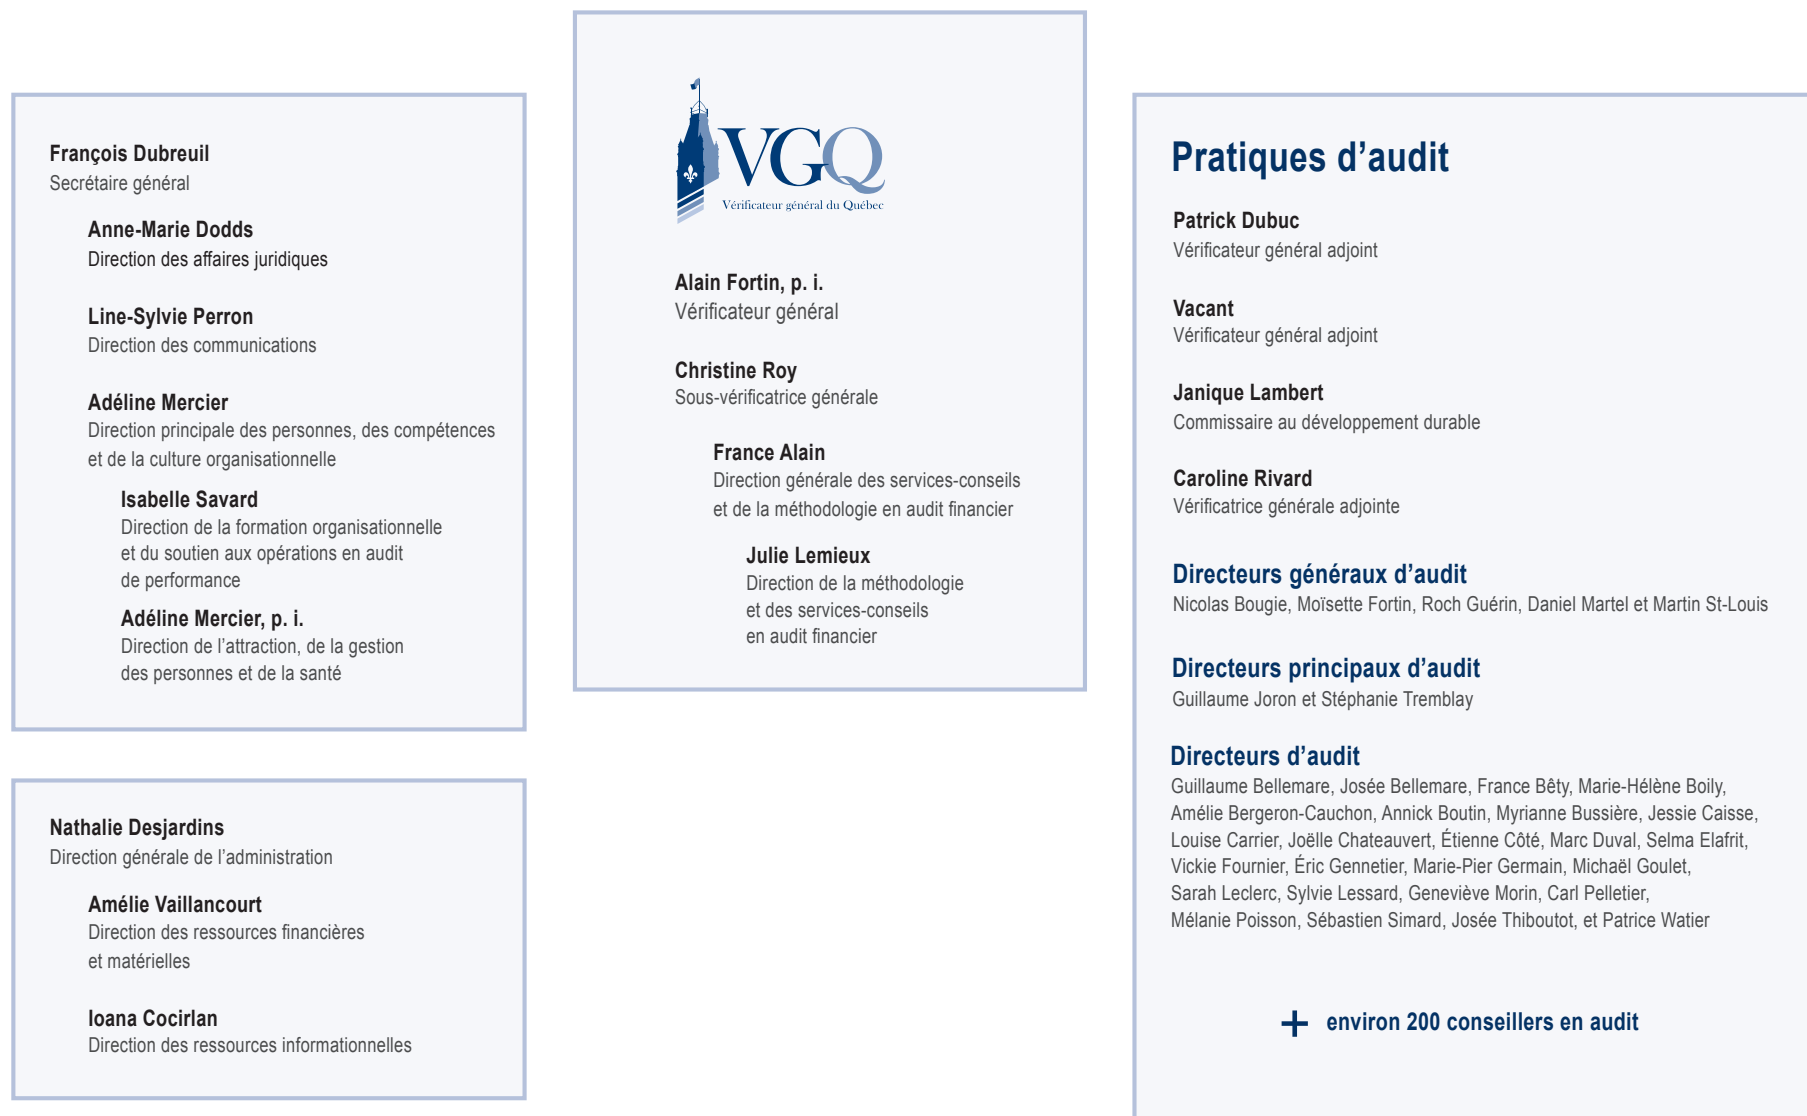 François Dubreuil
Secrétaire général
Anne-Marie Dodds
Direction des affaires juridiques
Line-Sylvie Perron
Direction des communications
Adéline Mercier
Direction principale des personnes, des compétences
et de la culture organisationnelle
Isabelle Savard
Direction de la formation organisationnelle
et du soutien aux opérations en audit
de performance
Adéline Mercier, p. i.
Direction de l’attraction, de la gestion
des personnes et de la santé
Nathalie Desjardins
Direction générale de l’administration
Amélie Vaillancourt
Direction des ressources financières
et matérielles
Ioana Cocirlan
Direction des ressources informationnelles
VGQ
Vérificateur général du Québec
Alain Fortin, p. i.
Vérificateur général
Christine Roy
Sous-vérificatrice générale
France Alain
Direction générale des services-conseils
et de la méthodologie en audit financier
Julie Lemieux
Direction de la méthodologie
et des services-conseils
en audit financier
Pratiques d’audit
Patrick Dubuc
Vérificateur général adjoint
Vacant
Vérificateur général adjoint
Janique Lambert
Commissaire au développement durable
Caroline Rivard
Vérificatrice générale adjointe
Directeurs généraux d’audit
Nicolas Bougie, Moïsette Fortin, Roch Guérin, Daniel Martel et Martin St-Louis
Directeurs principaux d’audit
Guillaume Joron et Stéphanie Tremblay
Directeurs d’audit
Guillaume Bellemare, Josée Bellemare, France Bêty, Marie-Hélène Boily,
Amélie Bergeron-Cauchon, Annick Boutin, Myrianne Bussière, Jessie Caisse,
Louise Carrier, Joëlle Chateauvert, Étienne Côté, Marc Duval, Selma Elafrit,
Vickie Fournier, Éric Gennetier, Marie-Pier Germain, Michaël Goulet,
Sarah Leclerc, Sylvie Lessard, Geneviève Morin, Carl Pelletier,
Mélanie Poisson, Sébastien Simard, Josée Thiboutot, et Patrice Watier
+ environ 200 conseillers en audit